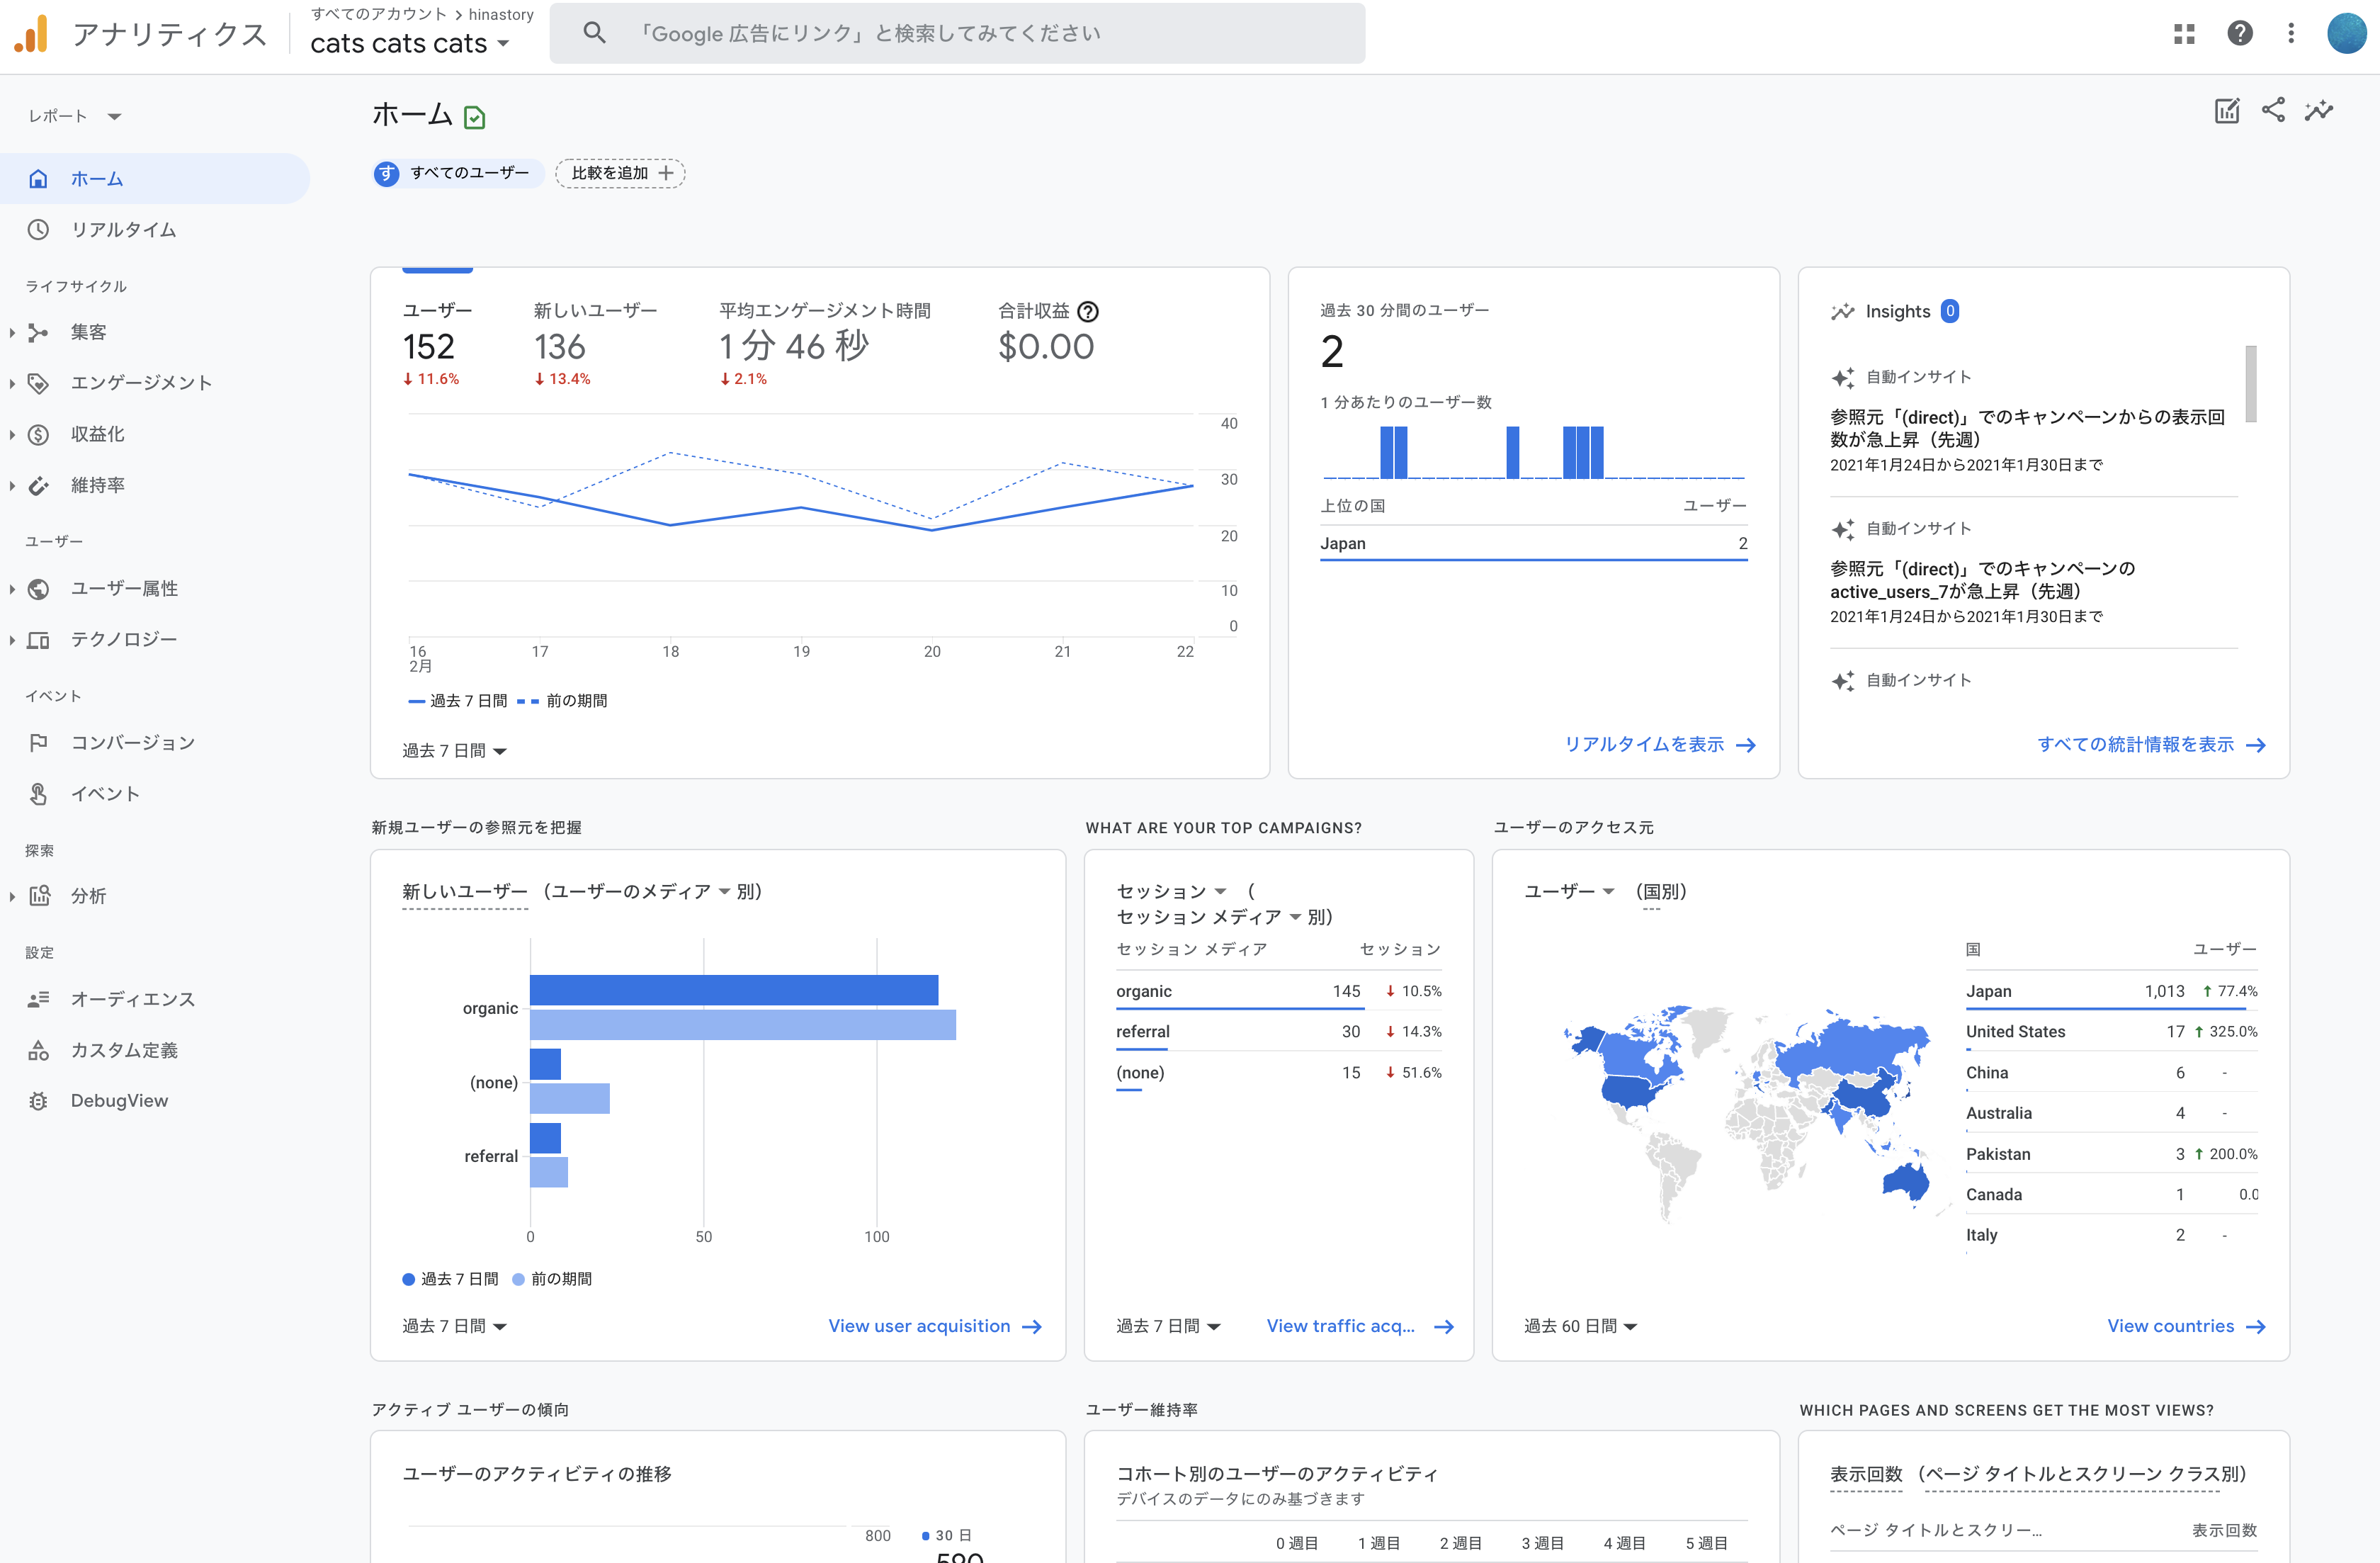 アナリティクス
すべてのアカウント > hinastory
cats cats cats
「Google 広告にリンク」と検索してみてください
レポート
ホーム
リアルタイム
ライフサイクル
集客
エンゲージメント
収益化
維持率
ユーザー
ユーザー属性
テクノロジー
イベント
コンバージョン
イベント
探索
分析
設定
オーディエンス
カスタム定義
DebugView
ホーム
す すべてのユーザー
比較を追加 +
ユーザー
152
↓ 11.6%
新しいユーザー
136
↓ 13.4%
平均エンゲージメント時間
1 分 46 秒
↓ 2.1%
合計収益
$0.00
40
30
20
10
0
16 17 18 19 20 21 22
2月
過去 7 日間 前の期間
過去 7 日間
過去 30 分間のユーザー
2
1 分あたりのユーザー数
上位の国 ユーザー
Japan 2
リアルタイムを表示 →
Insights 0
自動インサイト
参照元「(direct)」でのキャンペーンからの表示回
数が急上昇（先週）
2021年1月24日から2021年1月30日まで
自動インサイト
参照元「(direct)」でのキャンペーンの
active_users_7が急上昇（先週）
2021年1月24日から2021年1月30日まで
自動インサイト
すべての統計情報を表示 →
新規ユーザーの参照元を把握
新しいユーザー （ユーザーのメディア 別）
organic
(none)
referral
0 50 100
過去 7 日間 前の期間
過去 7 日間
View user acquisition →
WHAT ARE YOUR TOP CAMPAIGNS?
セッション （
セッション メディア 別）
セッション メディア セッション
organic 145 ↓ 10.5%
referral 30 ↓ 14.3%
(none) 15 ↓ 51.6%
過去 7 日間
View traffic acq... →
ユーザーのアクセス元
ユーザー （国別）
国 ユーザー
Japan 1,013 ↑ 77.4%
United States 17 ↑ 325.0%
China 6 -
Australia 4 -
Pakistan 3 ↑ 200.0%
Canada 1 0.0
Italy 2 -
過去 60 日間
View countries →
アクティブ ユーザーの傾向
ユーザーのアクティビティの推移
800
30 日
ユーザー維持率
コホート別のユーザーのアクティビティ
デバイスのデータにのみ基づきます
0 週目 1 週目 2 週目 3 週目 4 週目 5 週目
WHICH PAGES AND SCREENS GET THE MOST VIEWS?
表示回数 （ページ タイトルとスクリーン クラス別）
ページ タイトルとスクリー... 表示回数